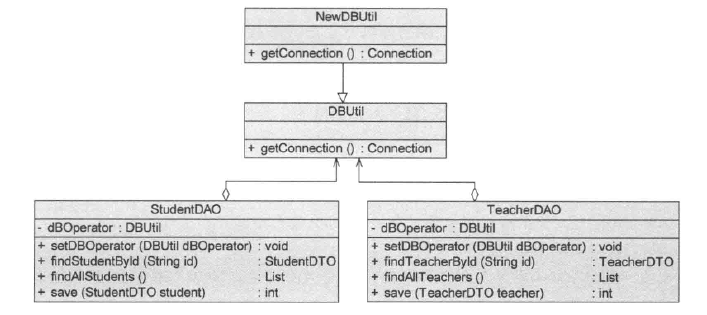 NewDBUtil
+ getConnection () : Connection
DBUtil
+ getConnection () : Connection
StudentDAO
- dBOperator : DBUtil
+ setDBOperator (DBUtil dBOperator) : void
+ findStudentById (String id) : StudentDTO
+ findAllStudents () : List
+ save (StudentDTO student) : int
TeacherDAO
- dBOperator : DBUtil
+ setDBOperator (DBUtil dBOperator) : void
+ findTeacherById (String id) : TeacherDTO
+ findAllTeachers () : List
+ save (TeacherDTO teacher) : int